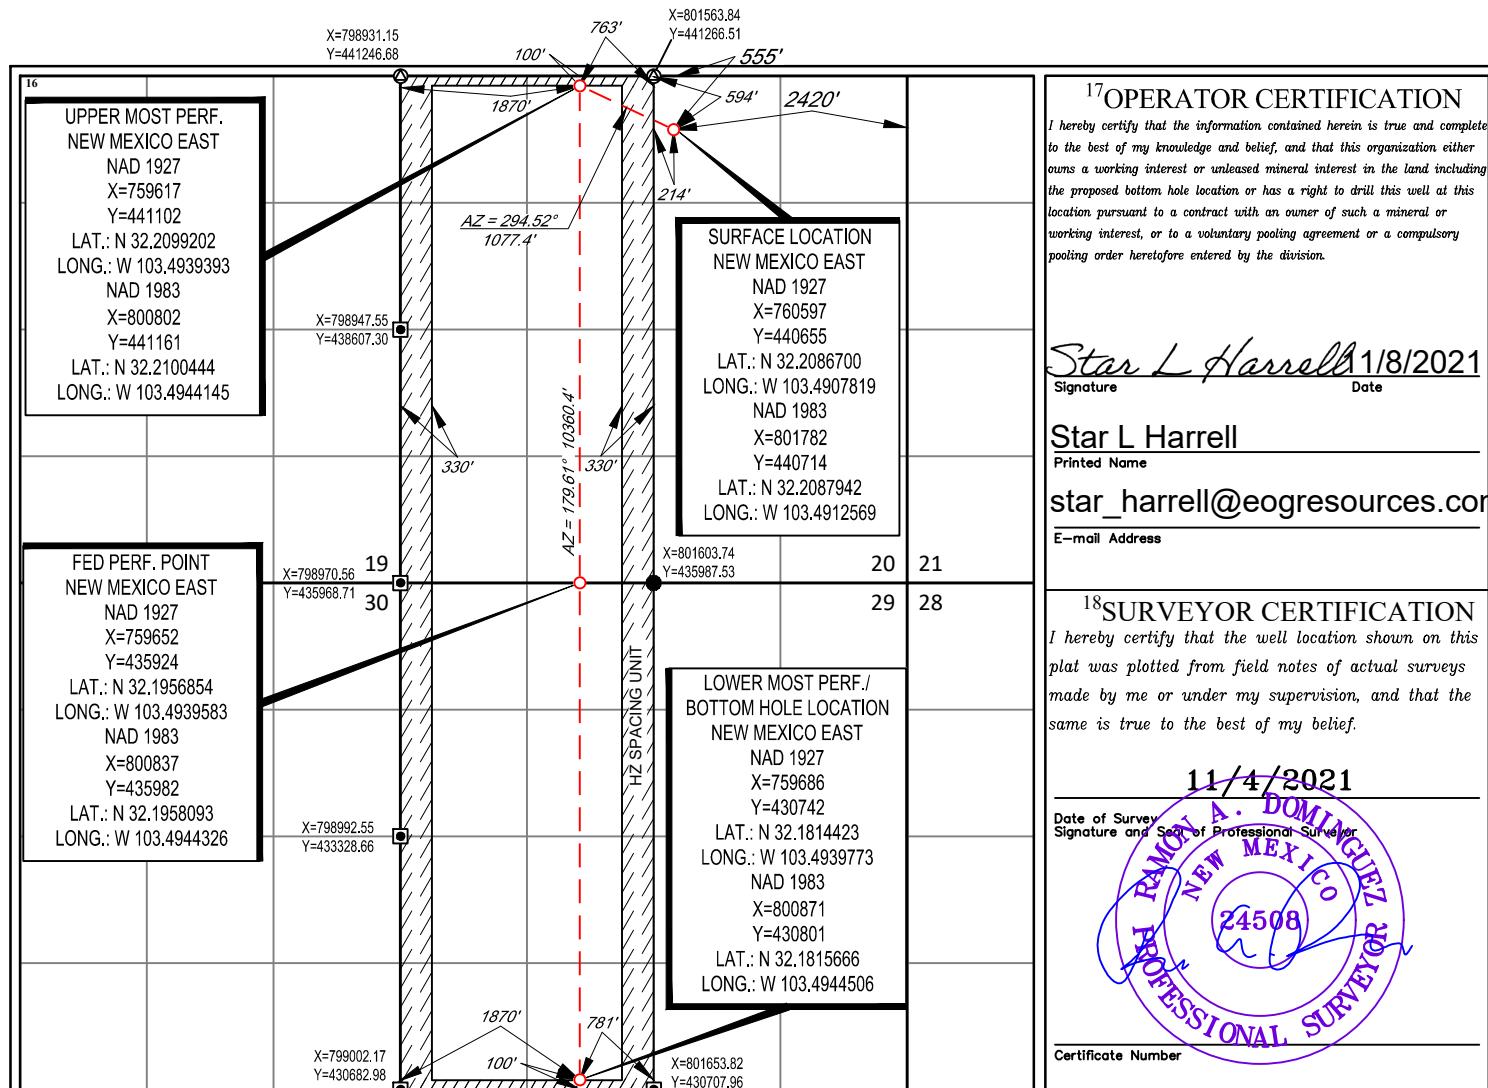 X=798931.15
Y=441246.68
763'
X=801563.84
Y=441266.51
100'
555'
16
1870'
594'
2420'
214'
UPPER MOST PERF.
NEW MEXICO EAST
NAD 1927
X=759617
Y=441102
LAT.: N 32.2099202
LONG.: W 103.4939393
NAD 1983
X=800802
Y=441161
LAT.: N 32.2100444
LONG.: W 103.4944145
AZ = 294.52°
1077.4'
SURFACE LOCATION
NEW MEXICO EAST
NAD 1927
X=760597
Y=440655
LAT.: N 32.2086700
LONG.: W 103.4907819
NAD 1983
X=801782
Y=440714
LAT.: N 32.2087942
LONG.: W 103.4912569
X=798947.55
Y=438607.30
330'
AZ = 179.61° 10360.4'
330'
FED PERF. POINT
NEW MEXICO EAST
NAD 1927
X=759652
Y=435924
LAT.: N 32.1956854
LONG.: W 103.4939583
NAD 1983
X=800837
Y=435982
LAT.: N 32.1958093
LONG.: W 103.4944326
X=798970.56
Y=435968.71
19
30
X=801603.74
Y=435987.53
20 21
29 28
HZ SPACING UNIT
LOWER MOST PERF./
BOTTOM HOLE LOCATION
NEW MEXICO EAST
NAD 1927
X=759686
Y=430742
LAT.: N 32.1814423
LONG.: W 103.4939773
NAD 1983
X=800871
Y=430801
LAT.: N 32.1815666
LONG.: W 103.4944506
X=798992.55
Y=433328.66
1870'
781'
100'
X=799002.17
Y=430682.98
X=801653.82
Y=430707.96
17OPERATOR CERTIFICATION
I hereby certify that the information contained herein is true and complete
to the best of my knowledge and belief, and that this organization either
owns a working interest or unleased mineral interest in the land including
the proposed bottom hole location or has a right to drill this well at this
location pursuant to a contract with an owner of such a mineral or
working interest, or to a voluntary pooling agreement or a compulsory
pooling order heretofore entered by the division.
Star L Harrell 11/8/2021
Signature Date
Star L Harrell
Printed Name
star_harrell@eogresources.com
E-mail Address
18SURVEYOR CERTIFICATION
I hereby certify that the well location shown on this
plat was plotted from field notes of actual surveys
made by me or under my supervision, and that the
same is true to the best of my belief.
11/4/2021
Date of Survey
Signature and Seal of Professional Surveyor
RAMON A. DOMINGUEZ
NEW MEXICO
24508
PROFESSIONAL SURVEYOR
Certificate Number